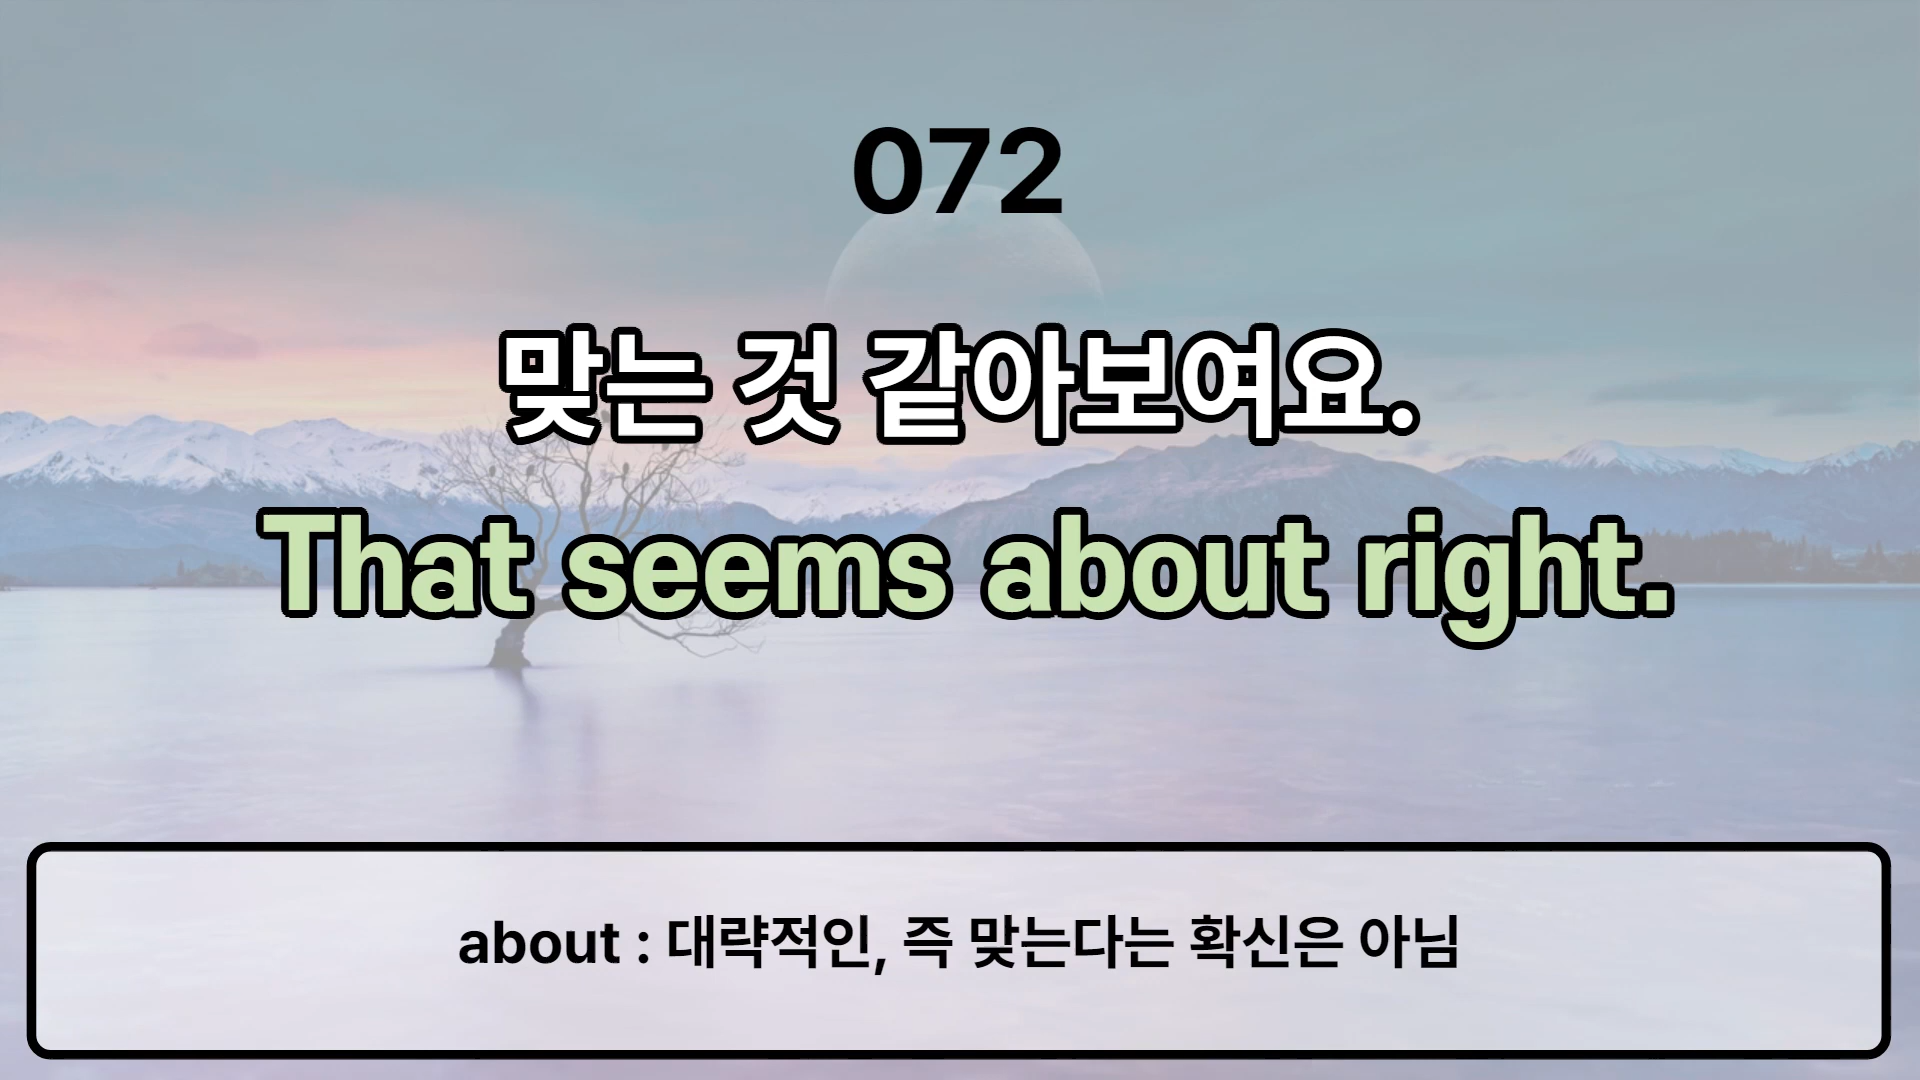 072
맞는 것 같아보여요.
That seems about right.
about : 대략적인, 즉 맞는다는 확신은 아님